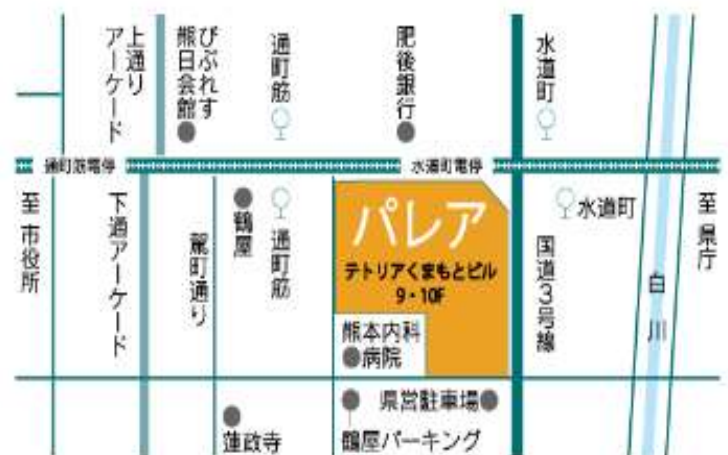 上通り
アーケード
びぷれす
熊日会館
通町筋
肥後銀行
水道町
通町筋電停
水道町電停
至 市役所
下通アーケード
駕町通り
鶴屋
通町筋
パレア
テトリアくまもとビル
9・10F
熊本内科
病院
国道3号線
水道町
白川
至 県庁
蓮政寺
県営駐車場
鶴屋パーキング